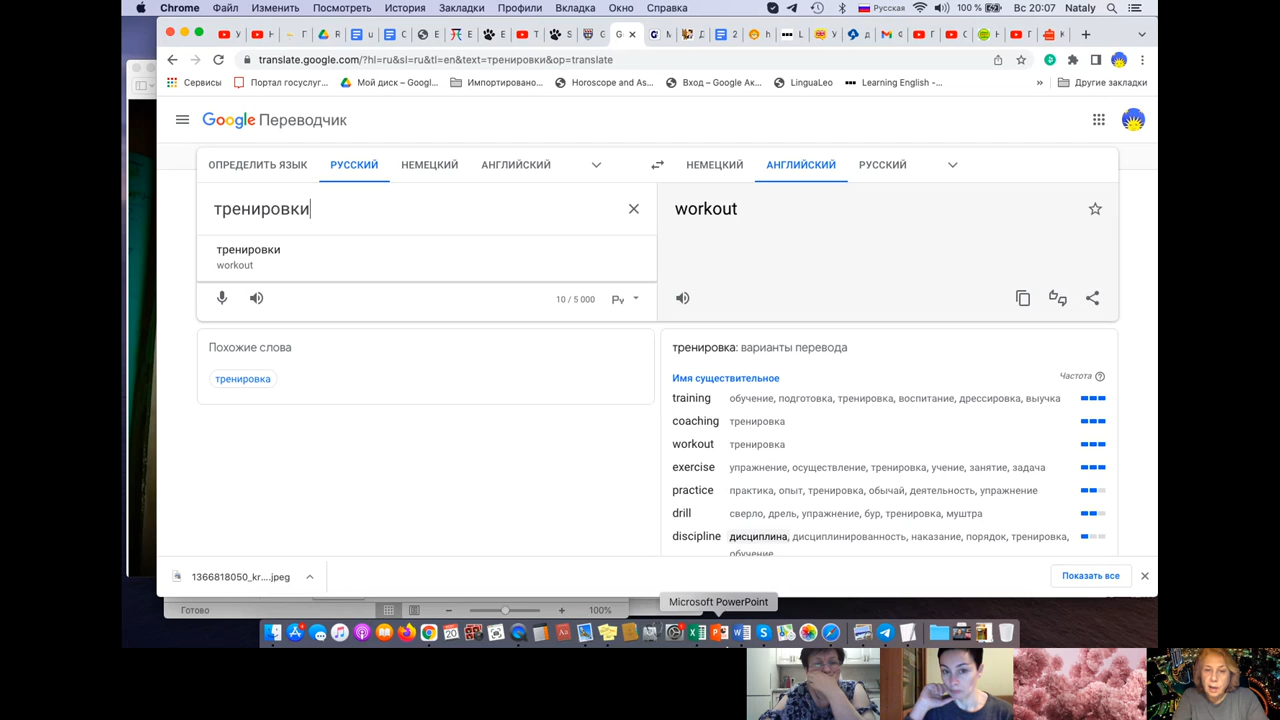 Chrome Файл Изменить Посмотреть История Закладки Профили Вкладка Окно Справка Русская 100 % Вс 20:07 Nataly
translate.google.com/?hl=ru&sl=ru&tl=en&text=тренировки&op=translate
Сервисы Портал госуслуг... Мой диск – Googl... Импортированно... Horoscope and As... Вход – Google Ак... LinguaLeo Learning English -... » Другие закладки
Google Переводчик
ОПРЕДЕЛИТЬ ЯЗЫК РУССКИЙ НЕМЕЦКИЙ АНГЛИЙСКИЙ НЕМЕЦКИЙ АНГЛИЙСКИЙ РУССКИЙ
тренировки workout
тренировки
workout
10 / 5 000
Похожие слова
тренировка
тренировка: варианты перевода
Имя существительное Частота
training обучение, подготовка, тренировка, воспитание, дрессировка, выучка
coaching тренировка
workout тренировка
exercise упражнение, осуществление, тренировка, учение, занятие, задача
practice практика, опыт, тренировка, обычай, деятельность, упражнение
drill сверло, дрель, упражнение, бур, тренировка, муштра
discipline дисциплина, дисциплинированность, наказание, порядок, тренировка,
обучение
1366818050_kr....jpeg Показать все
Microsoft PowerPoint
Готово 100%